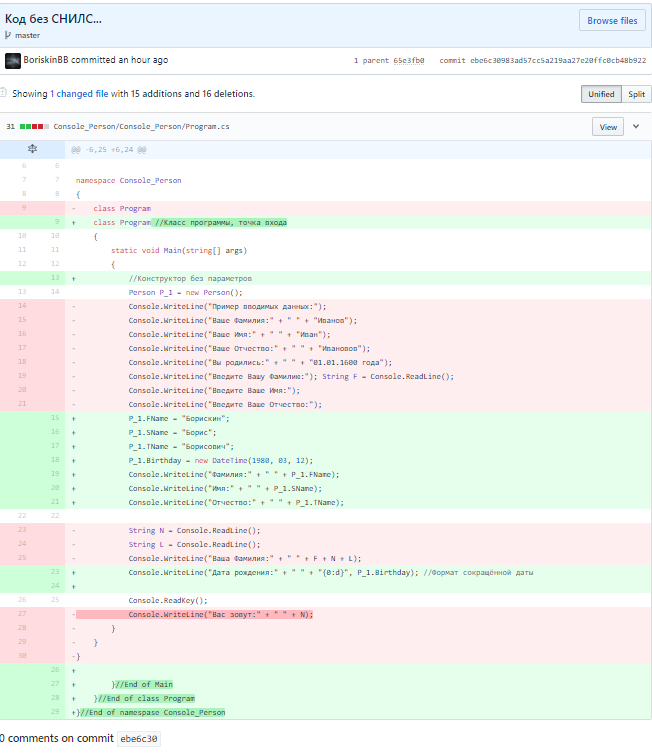 Код без СНИЛС...
Browse files
master
BoriskinBB committed an hour ago
1 parent 65e3fb0 commit ebe6c30983ad57cc5a219aa27e20ffc0cb48b922
Showing 1 changed file with 15 additions and 16 deletions.
Unified Split
31 Console_Person/Console_Person/Program.cs
View
@@ -6,25 +6,24 @@
6 6
7 7 namespace Console_Person
8 8 {
9 - class Program
9 + class Program //Класс программы, точка входа
10 10 {
11 11 static void Main(string[] args)
12 12 {
13 + //Конструктор без параметров
13 14 Person P_1 = new Person();
14 - Console.WriteLine("Пример вводимых данных:");
15 - Console.WriteLine("Ваше Фамилия:" + " " + "Иванов");
16 - Console.WriteLine("Ваше Имя:" + " " + "Иван");
17 - Console.WriteLine("Ваше Отчество:" + " " + "Ивановов");
18 - Console.WriteLine("Вы родились:" + " " + "01.01.1600 года");
19 - Console.WriteLine("Введите Вашу Фамилию:"); String F = Console.ReadLine();
20 - Console.WriteLine("Введите Ваше Имя:");
21 - Console.WriteLine("Введите Ваше Отчество:");
15 + P_1.FName = "Борискин";
16 + P_1.SName = "Борис";
17 + P_1.TName = "Борисович";
18 + P_1.Birthday = new DateTime(1980, 03, 12);
19 + Console.WriteLine("Фамилия:" + " " + P_1.FName);
20 + Console.WriteLine("Имя:" + " " + P_1.SName);
21 + Console.WriteLine("Отчество:" + " " + P_1.TName);
22 22
23 - String N = Console.ReadLine();
24 - String L = Console.ReadLine();
25 - Console.WriteLine("Ваша Фамилия:" + " " + F + N + L);
23 + Console.WriteLine("Дата рождения:" + " " + "{0:d}", P_1.Birthday); //Формат сокращённой даты
24 +
26 25 Console.ReadKey();
27 - Console.WriteLine("Вас зовут:" + " " + N);
28 - }
29 - }
30 -}
26 +
27 + }//End of Main
28 + }//End of class Program
29 +}//End of namespase Console_Person
0 comments on commit ebe6c30